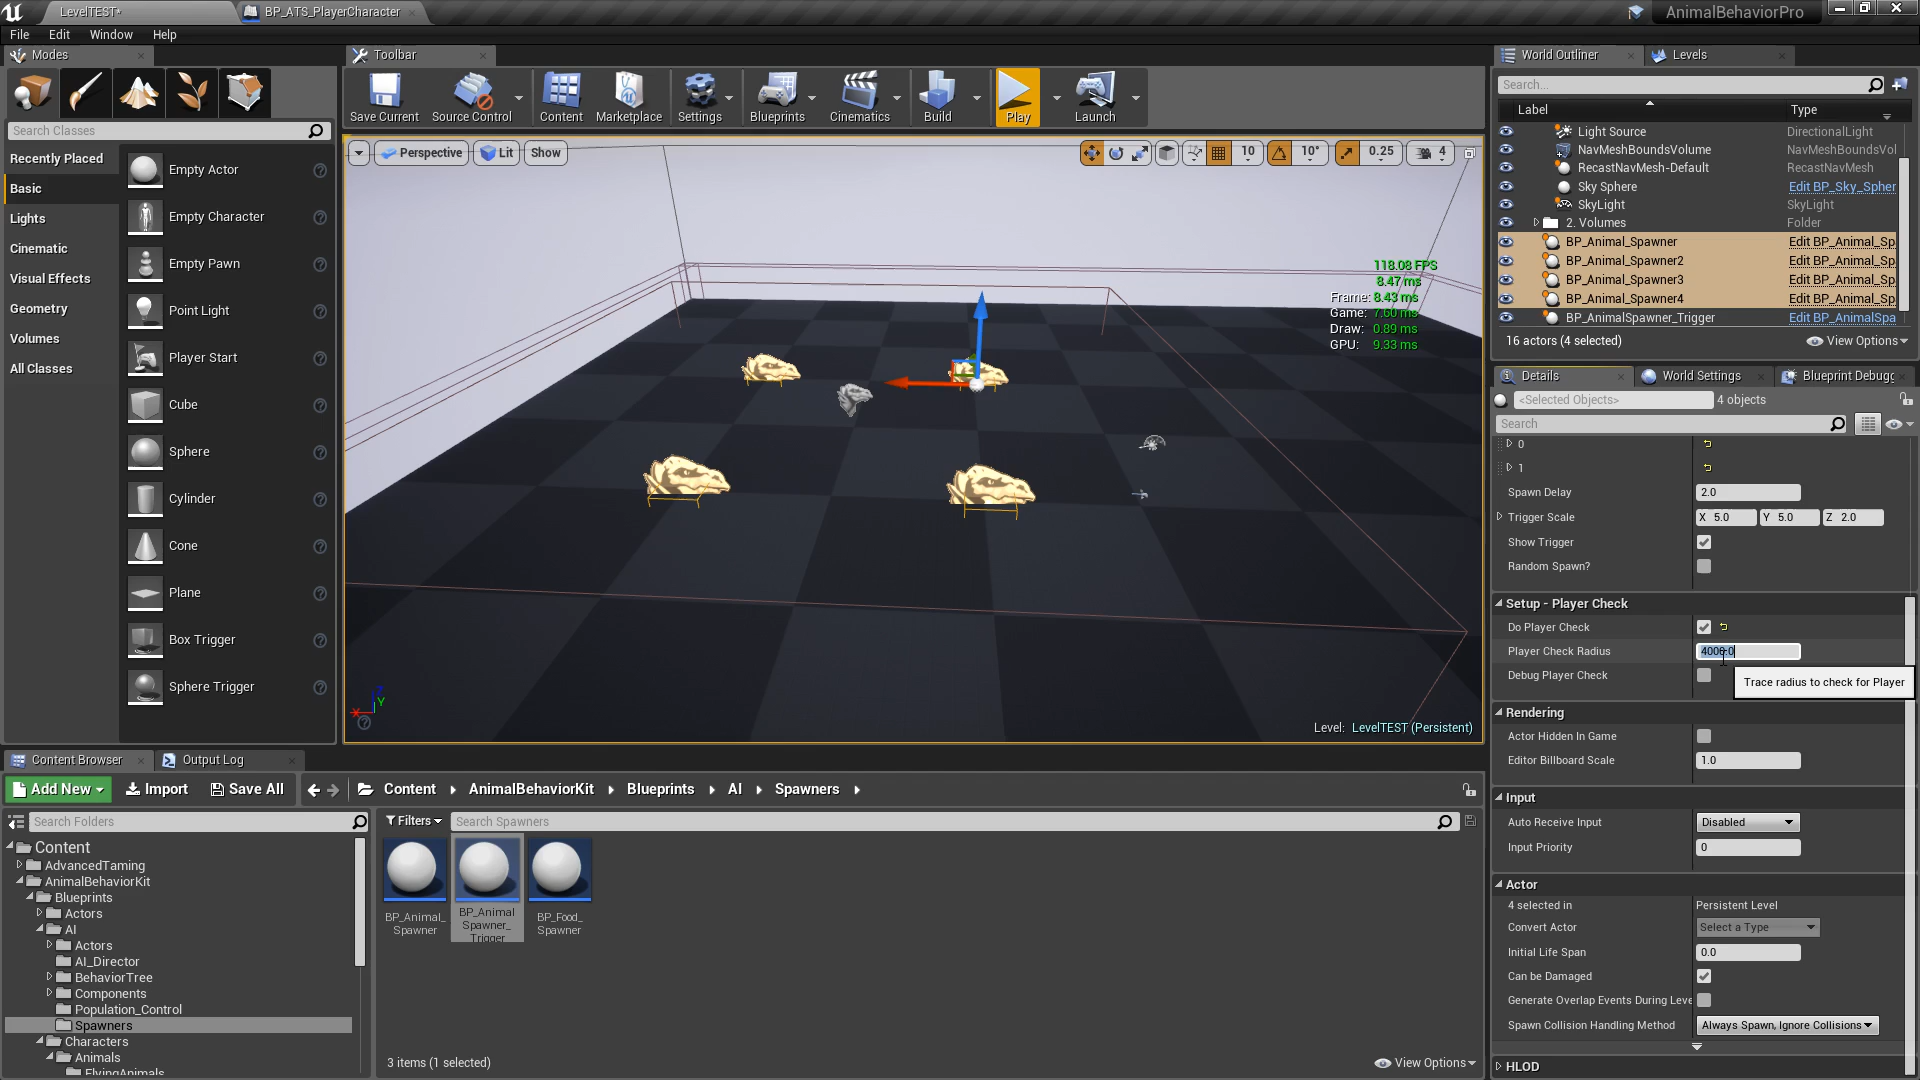 LevelTEST*
BP_ATS_PlayerCharacter
AnimalBehaviorPro
File Edit Window Help
Modes
Search Classes
Recently Placed
Basic
Lights
Cinematic
Visual Effects
Geometry
Volumes
All Classes
Empty Actor
Empty Character
Empty Pawn
Point Light
Player Start
Cube
Sphere
Cylinder
Cone
Plane
Box Trigger
Sphere Trigger
Toolbar
Save Current
Source Control
Content
Marketplace
Settings
Blueprints
Cinematics
Build
Play
Launch
Perspective Lit Show
10 10° 0.25 4
118.08 FPS
8.47 ms
Frame: 8.43 ms
Game: 7.60 ms
Draw: 0.89 ms
GPU: 9.33 ms
Z
Y
X
Level: LevelTEST (Persistent)
World Outliner
Levels
Search...
Label Type
Light Source DirectionalLight
NavMeshBoundsVolume NavMeshBoundsVol
RecastNavMesh-Default RecastNavMesh
Sky Sphere Edit BP_Sky_Spher
SkyLight SkyLight
2. Volumes Folder
BP_Animal_Spawner Edit BP_Animal_Sp
BP_Animal_Spawner2 Edit BP_Animal_Sp
BP_Animal_Spawner3 Edit BP_Animal_Sp
BP_Animal_Spawner4 Edit BP_Animal_Sp
BP_AnimalSpawner_Trigger Edit BP_AnimalSpa
16 actors (4 selected)
View Options
Details
World Settings
Blueprint Debugg
<Selected Objects> 4 objects
Search
0
1
Spawn Delay 2.0
Trigger Scale X 5.0 Y 5.0 Z 2.0
Show Trigger
Random Spawn?
Setup - Player Check
Do Player Check
Player Check Radius 4000.0
Debug Player Check
Trace radius to check for Player
Rendering
Actor Hidden In Game
Editor Billboard Scale 1.0
Input
Auto Receive Input Disabled
Input Priority 0
Actor
4 selected in Persistent Level
Convert Actor Select a Type
Initial Life Span 0.0
Can be Damaged
Generate Overlap Events During Leve
Spawn Collision Handling Method Always Spawn, Ignore Collisions
HLOD
Content Browser
Output Log
Add New Import Save All
Content AnimalBehaviorKit Blueprints AI Spawners
Search Folders
Content
AdvancedTaming
AnimalBehaviorKit
Blueprints
Actors
AI
Actors
AI_Director
BehaviorTree
Components
Population_Control
Spawners
Characters
Animals
FlyingAnimals
Filters
Search Spawners
BP_Animal_
Spawner
BP_Animal
Spawner_
Trigger
BP_Food_
Spawner
3 items (1 selected)
View Options